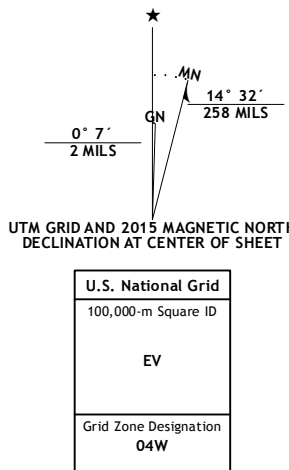 ★
MN
GN
14° 32´
258 MILS
0° 7´
2 MILS
UTM GRID AND 2015 MAGNETIC NORTH
DECLINATION AT CENTER OF SHEET
U.S. National Grid
100,000-m Square ID
EV
Grid Zone Designation
04W